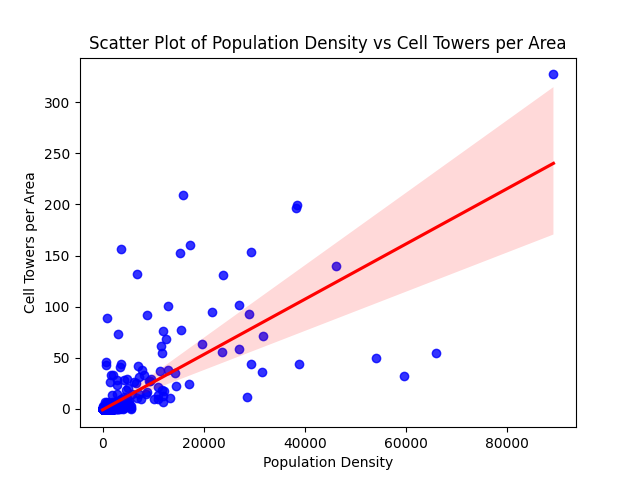 Scatter Plot of Population Density vs Cell Towers per Area
300
250
200
150
100
50
0
Cell Towers per Area
0 20000 40000 60000 80000
Population Density